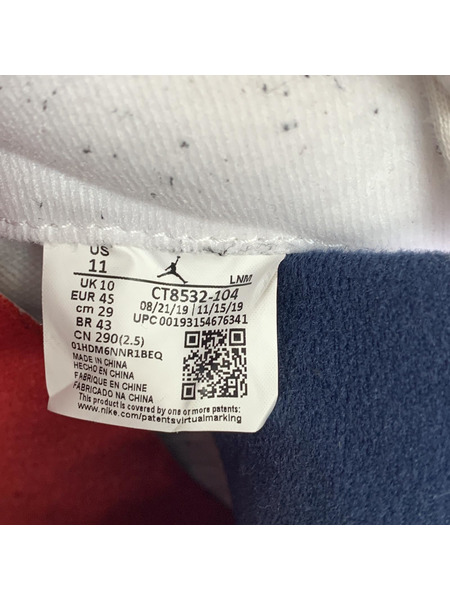 US
11
UK 10
EUR 45
cm 29
BR 43
CN 290(2.5)
01HDM6NNR1BEQ
LNM
CT8532-104
08/21/19 11/15/19
UPC 00193154676341
MADE IN CHINA
HECHO EN CHINA
FABRIQUE EN CHINE
FABRICADO NA CHINA
This product is covered by one or more patents:
www.nike.com/patentsvirtualmarking